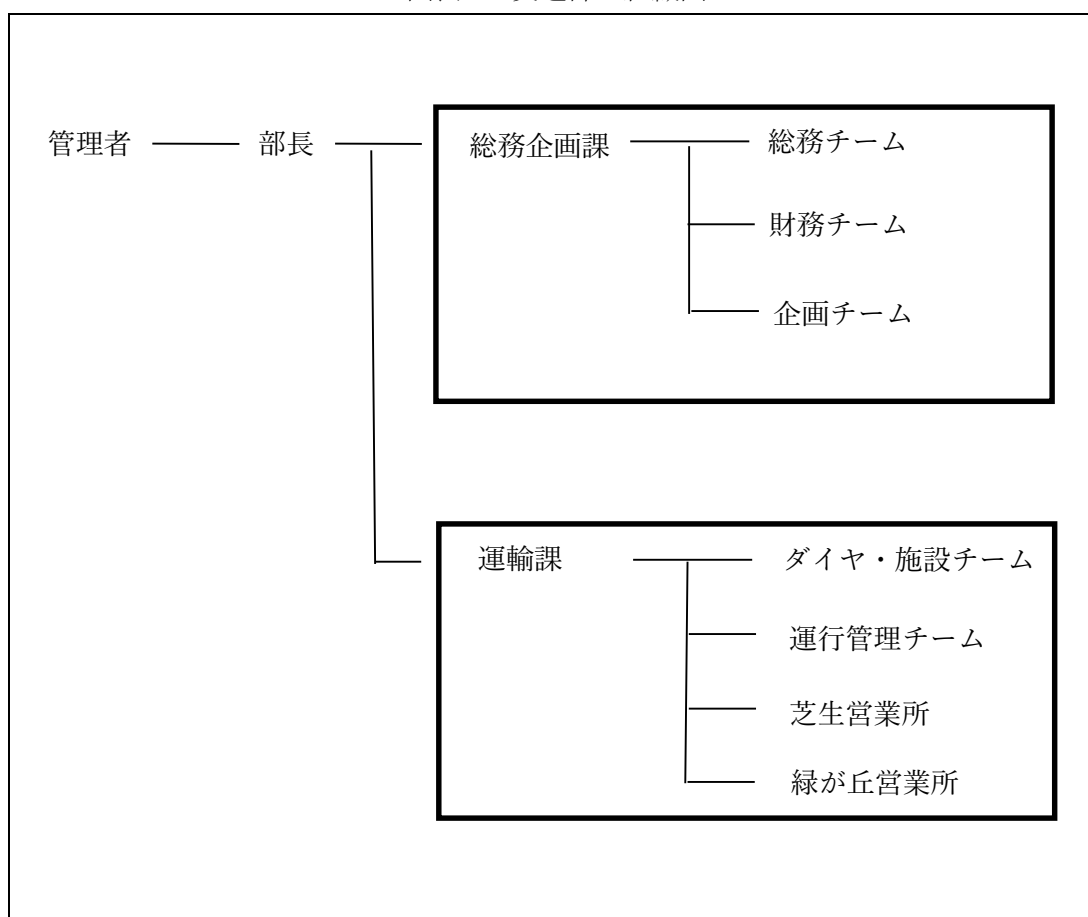 管理者 部長 総務企画課 総務チーム
財務チーム
企画チーム
運輸課 ダイヤ・施設チーム
運行管理チーム
芝生営業所
緑が丘営業所